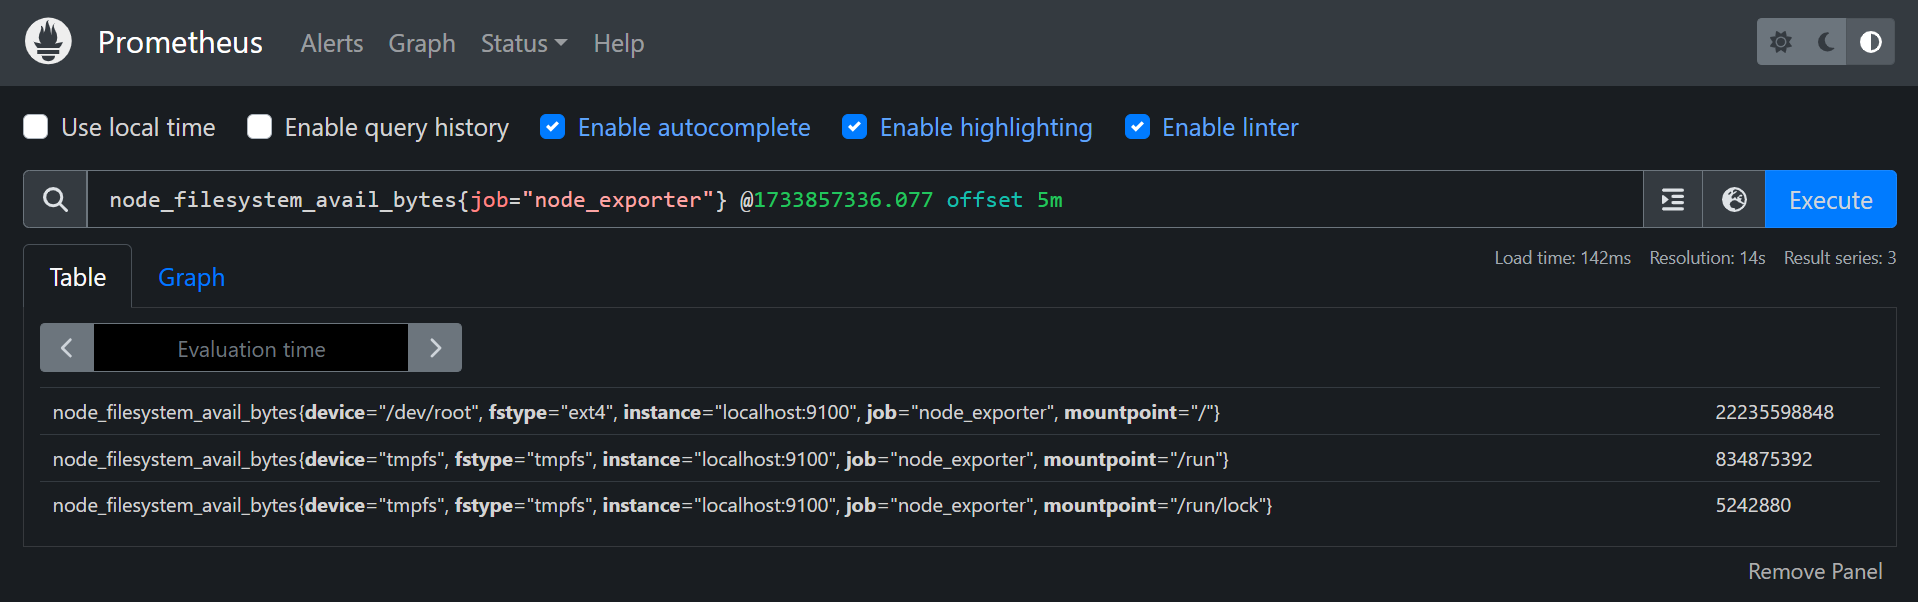 Prometheus Alerts Graph Status Help
Use local time Enable query history Enable autocomplete Enable highlighting Enable linter
node_filesystem_avail_bytes{job="node_exporter"} @1733857336.077 offset 5m Execute
Load time: 142ms Resolution: 14s Result series: 3
Table Graph
Evaluation time
node_filesystem_avail_bytes{device="/dev/root", fstype="ext4", instance="localhost:9100", job="node_exporter", mountpoint="/"} 22235598848
node_filesystem_avail_bytes{device="tmpfs", fstype="tmpfs", instance="localhost:9100", job="node_exporter", mountpoint="/run"} 834875392
node_filesystem_avail_bytes{device="tmpfs", fstype="tmpfs", instance="localhost:9100", job="node_exporter", mountpoint="/run/lock"} 5242880
Remove Panel